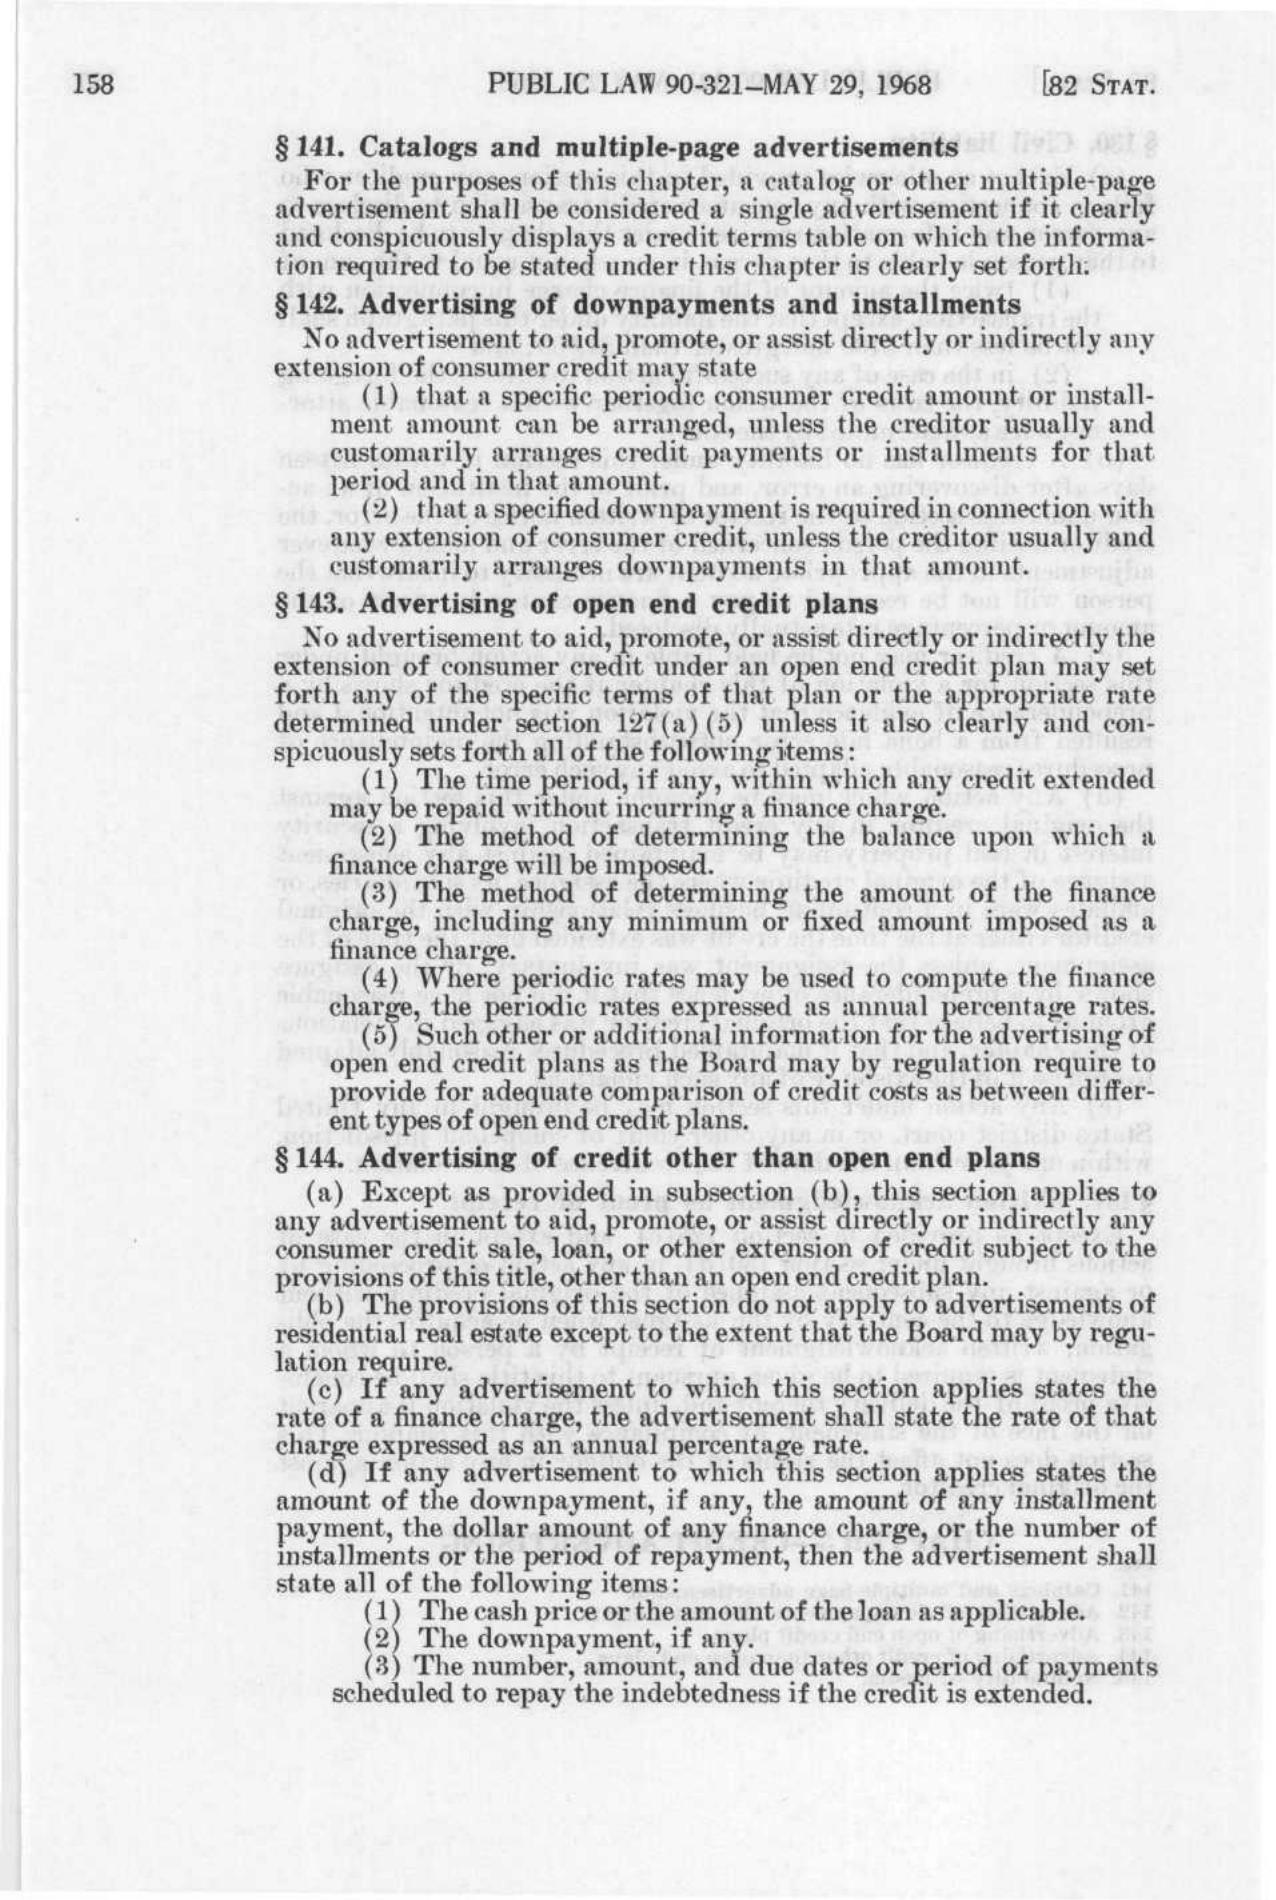 158
PUBLIC LAW 90-321—MAY 29, 1968
[82 STAT.
§ 141. Catalogs and multiple-page advertisements
For the purposes of this chapter, a catalog or other multiple-page
advertisement shall be considered a single advertisement if it clearly
and conspicuously displays a credit terms table on which the informa-
tion required to be stated under this chapter is clearly set forth.
§ 142. Advertising of downpayments and installments
No advertisement to aid, promote, or assist directly or indirectly any
extension of consumer credit may state
(1) that a specific periodic consumer credit amount or install-
ment amount can be arranged, unless the creditor usually and
customarily arranges credit payments or installments for that
period and in that amount.
(2) that a specified downpayment is required in connection with
any extension of consumer credit, unless the creditor usually and
customarily arranges downpayments in that amount.
§ 143. Advertising of open end credit plans
No advertisement to aid, promote, or assist directly or indirectly the
extension of consumer credit under an open end credit plan may set
forth any of the specific terms of that plan or the appropriate rate
determined under section 127(a)(5) unless it also clearly and con-
spicuously sets forth all of the following items:
(1) The time period, if any, within which any credit extended
may be repaid without incurring a finance charge.
(2) The method of determining the balance upon which a
finance charge will be imposed.
(3) The method of determining the amount of the finance
charge, including any minimum or fixed amount imposed as a
finance charge.
(4) Where periodic rates may be used to compute the finance
charge, the periodic rates expressed as annual percentage rates.
(5) Such other or additional information for the advertising of
open end credit plans as the Board may by regulation require to
provide for adequate comparison of credit costs as between differ-
ent types of open end credit plans.
§ 144. Advertising of credit other than open end plans
(a) Except as provided in subsection (b), this section applies to
any advertisement to aid, promote, or assist directly or indirectly any
consumer credit sale, loan, or other extension of credit subject to the
provisions of this title, other than an open end credit plan.
(b) The provisions of this section do not apply to advertisements of
residential real estate except to the extent that the Board may by regu-
lation require.
(c) If any advertisement to which this section applies states the
rate of a finance charge, the advertisement shall state the rate of that
charge expressed as an annual percentage rate.
(d) If any advertisement to which this section applies states the
amount of the downpayment, if any, the amount of any installment
payment, the dollar amount of any finance charge, or the number of
installments or the period of repayment, then the advertisement shall
state all of the following items:
(1) The cash price or the amount of the loan as applicable.
(2) The downpayment, if any.
(3) The number, amount, and due dates or period of payments
scheduled to repay the indebtedness if the credit is extended.